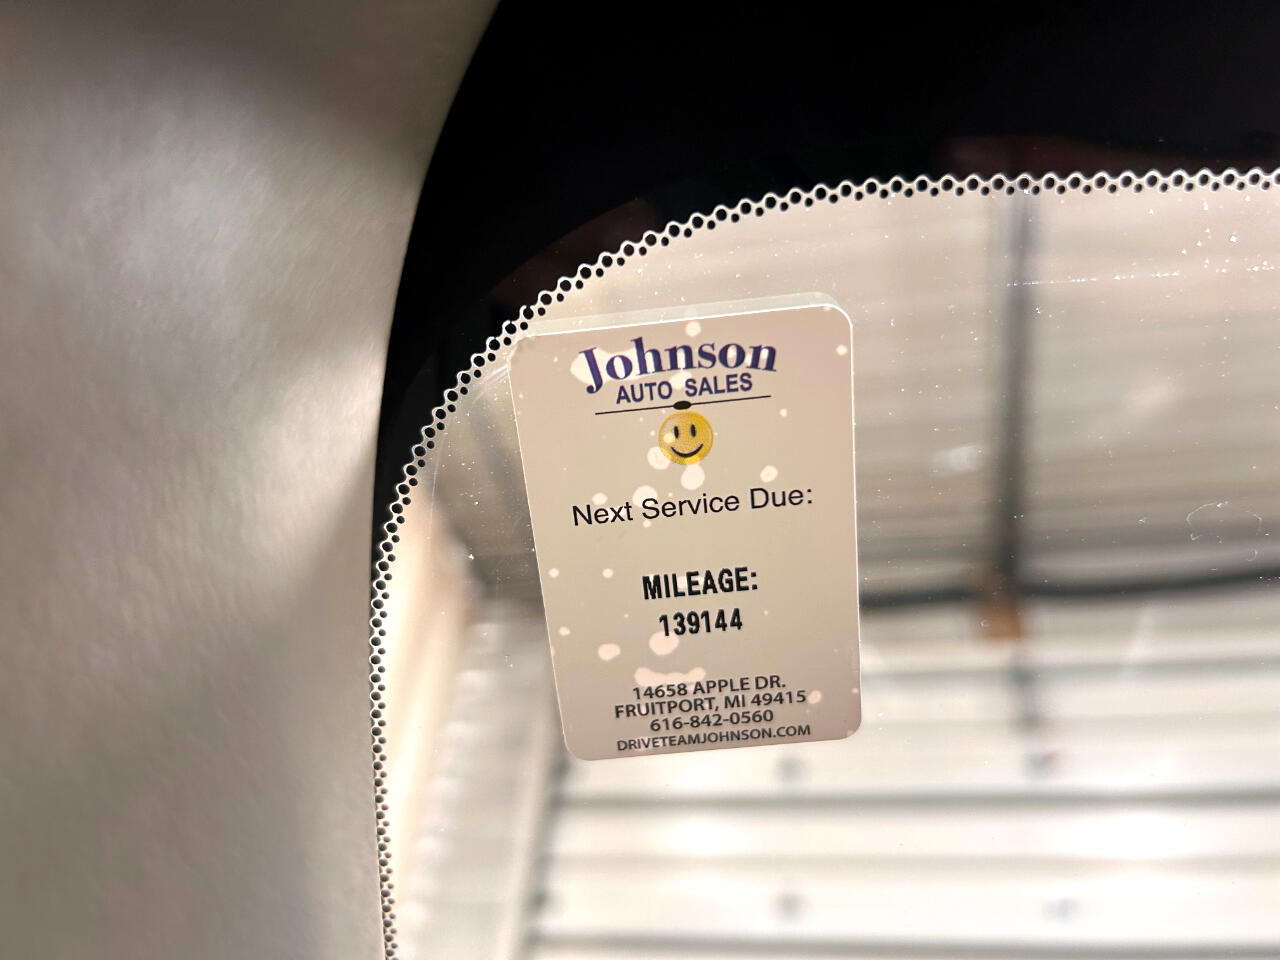 Johnson
AUTO SALES
Next Service Due:
MILEAGE:
139144
14658 APPLE DR.
FRUITPORT, MI 49415
616-842-0560
DRIVETEAMJOHNSON.COM